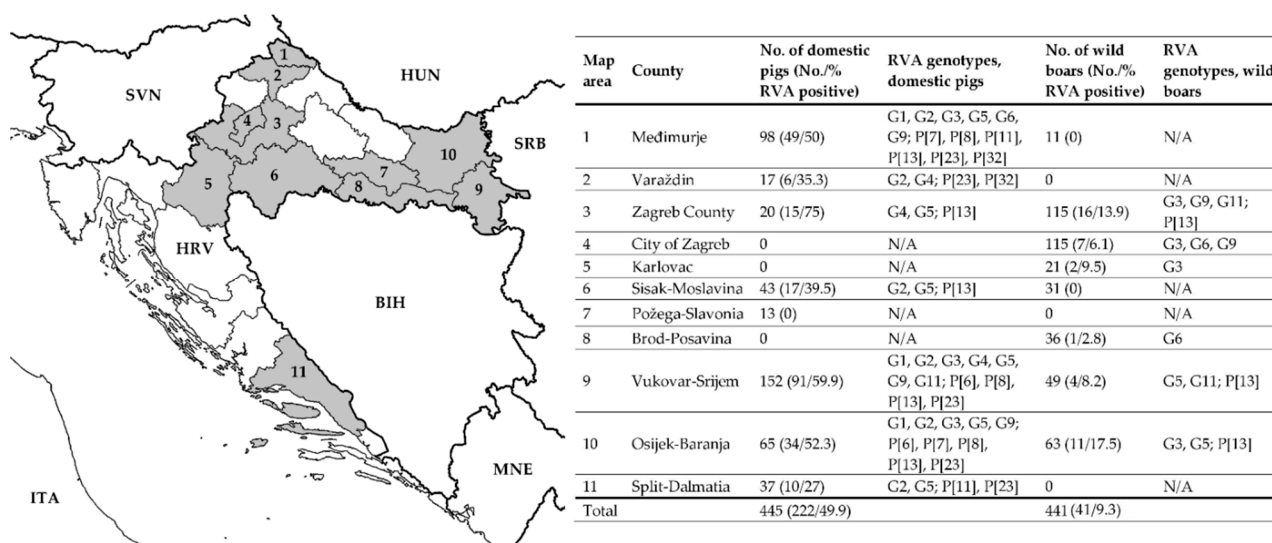 HUN
SVN
SRB
HRV
BIH
MNE
ITA
1
2
3
4
5
6
7
8
9
10
11
Map area County No. of domestic pigs (No./% RVA positive) RVA genotypes, domestic pigs No. of wild boars (No./% RVA positive) RVA genotypes, wild boars
1 Međimurje 98 (49/50) G1, G2, G3, G5, G6, G9; P[7], P[8], P[11], P[13], P[23], P[32] 11 (0) N/A
2 Varaždin 17 (6/35.3) G2, G4; P[23], P[32] 0 N/A
3 Zagreb County 20 (15/75) G4, G5; P[13] 115 (16/13.9) G3, G9, G11; P[13]
4 City of Zagreb 0 N/A 115 (7/6.1) G3, G6, G9
5 Karlovac 0 N/A 21 (2/9.5) G3
6 Sisak-Moslavina 43 (17/39.5) G2, G5; P[13] 31 (0) N/A
7 Požega-Slavonia 13 (0) N/A 0 N/A
8 Brod-Posavina 0 N/A 36 (1/2.8) G6
9 Vukovar-Srijem 152 (91/59.9) G1, G2, G3, G4, G5, G9, G11; P[6], P[8], P[13], P[23] 49 (4/8.2) G5, G11; P[13]
10 Osijek-Baranja 65 (34/52.3) G1, G2, G3, G5, G9; P[6], P[7], P[8], P[13], P[23] 63 (11/17.5) G3, G5; P[13]
11 Split-Dalmatia 37 (10/27) G2, G5; P[11], P[23] 0 N/A
Total 445 (222/49.9) 441 (41/9.3)